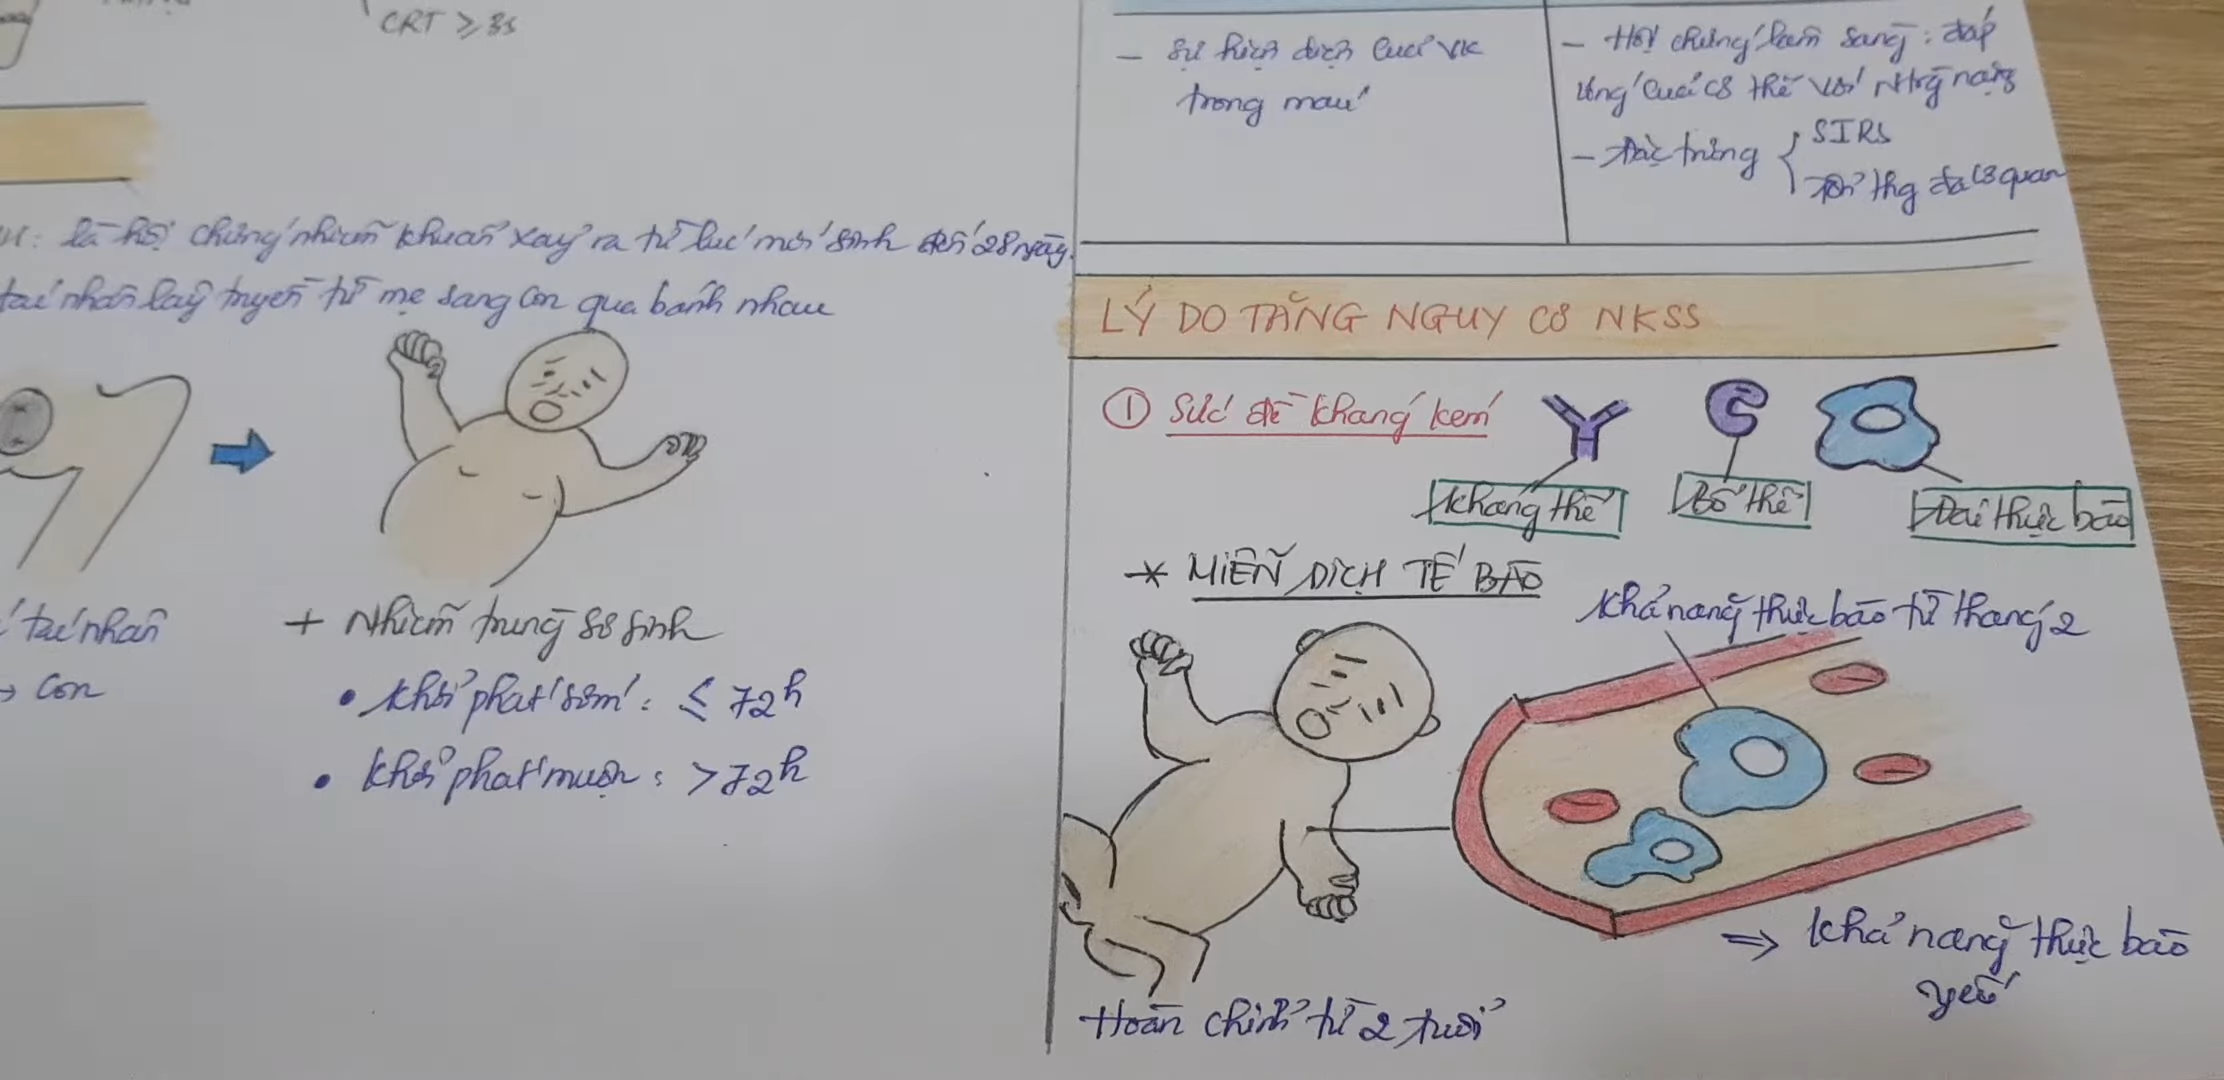 CRT ≥ 3s
là hội chứng nhiễm khuẩn xảy ra từ lúc mới sinh đến 28 ngày.
tác nhân lây truyền từ mẹ sang con qua bánh nhau
tác nhân
→ con
+ Nhiễm trùng sơ sinh
• khởi phát sớm : ≤ 72h
• khởi phát muộn : > 72h
- Sự hiện diện của VK
trong máu
- Hội chứng lâm sàng : đáp
ứng của cơ thể với Ntrg nặng
- Đặc trưng { SIRS
Tổn thg đa cơ quan
LÝ DO TĂNG NGUY CƠ NKSS
① Sức đề kháng kém
Kháng thể
Bổ thể
Đại thực bào
* MIỄN DỊCH TẾ BÀO
khả năng thực bào từ tháng 2
⇒ khả năng thực bào
yếu
Hoàn chỉnh từ 2 tuổi